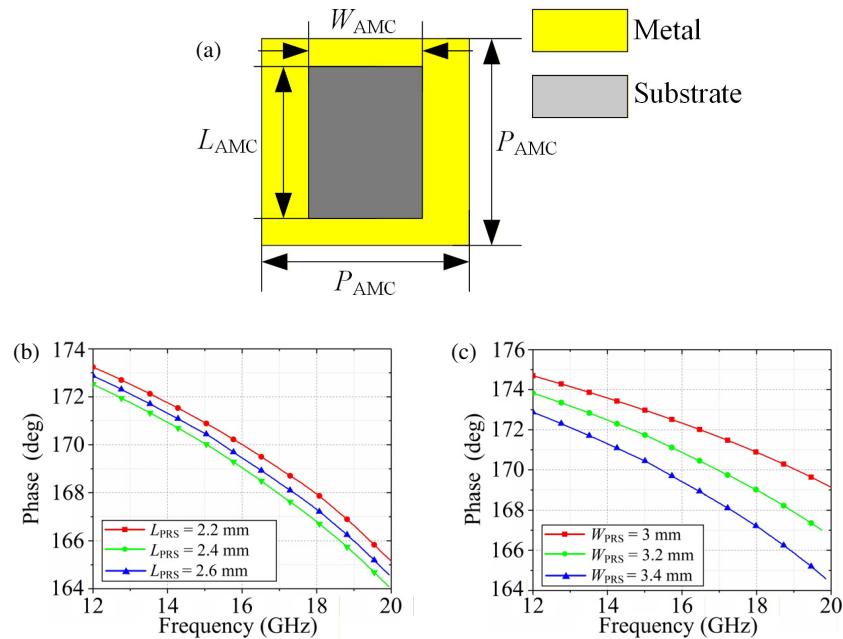 (a)
W_AMC
L_AMC
P_AMC
P_AMC
Metal
Substrate
(b)
174
172
170
168
166
164
Phase (deg)
L_PRS = 2.2 mm
L_PRS = 2.4 mm
L_PRS = 2.6 mm
12 14 16 18 20
Frequency (GHz)
(c)
176
174
172
170
168
166
164
Phase (deg)
W_PRS = 3 mm
W_PRS = 3.2 mm
W_PRS = 3.4 mm
12 14 16 18 20
Frequency (GHz)